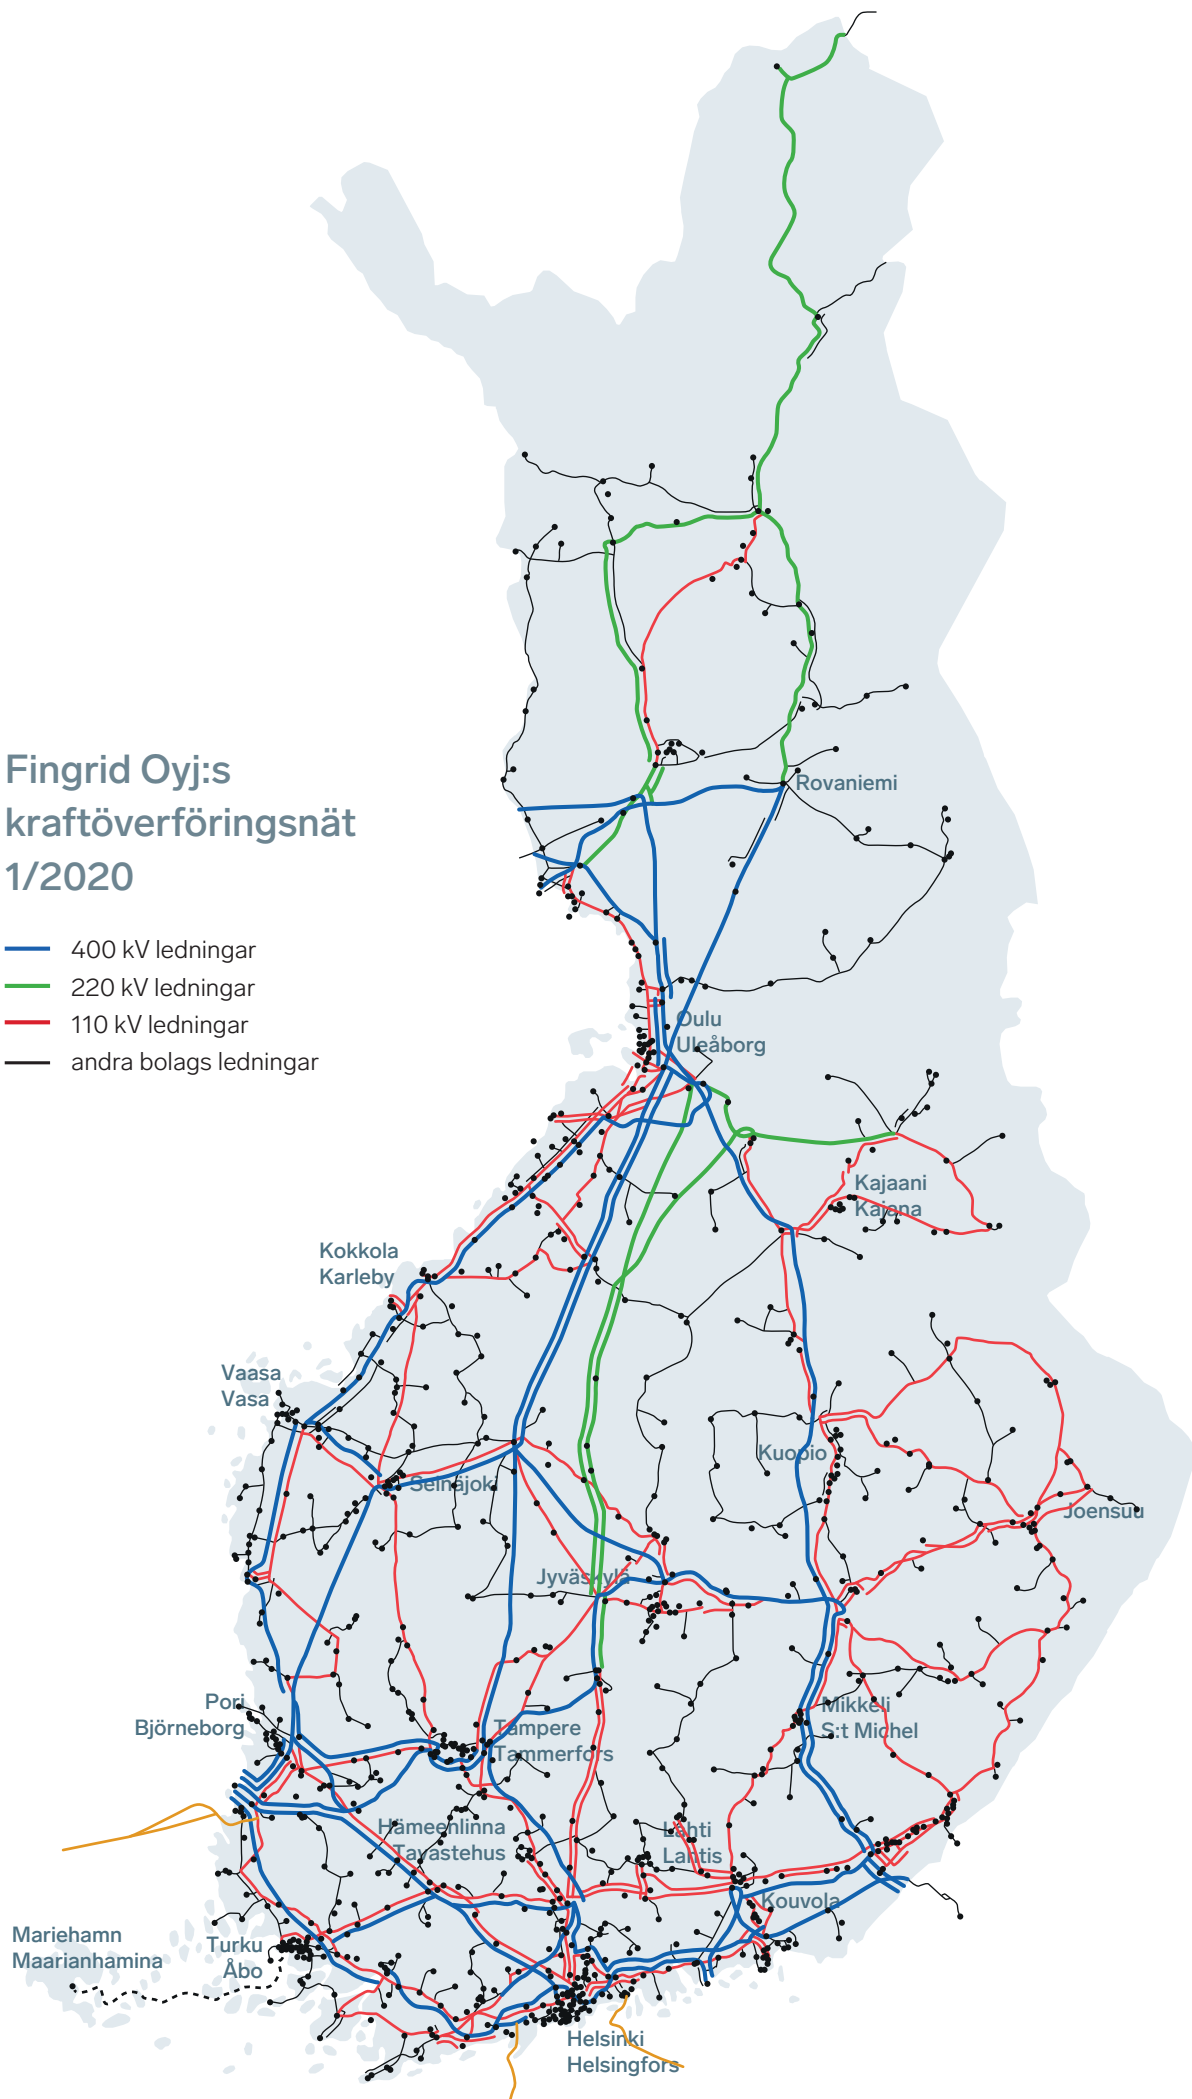 Fingrid Oyj:s
kraftöverföringsnät
1/2020
400 kV ledningar
220 kV ledningar
110 kV ledningar
andra bolags ledningar
Rovaniemi
Oulu
Uleåborg
Kajaani
Kajana
Kokkola
Karleby
Vaasa
Vasa
Kuopio
Seinäjoki
Joensuu
Jyväskylä
Pori
Björneborg
Mikkeli
S:t Michel
Tampere
Tammerfors
Hämeenlinna
Tavastehus
Lahti
Lahtis
Kouvola
Mariehamn
Maarianhamina
Turku
Åbo
Helsinki
Helsingfors